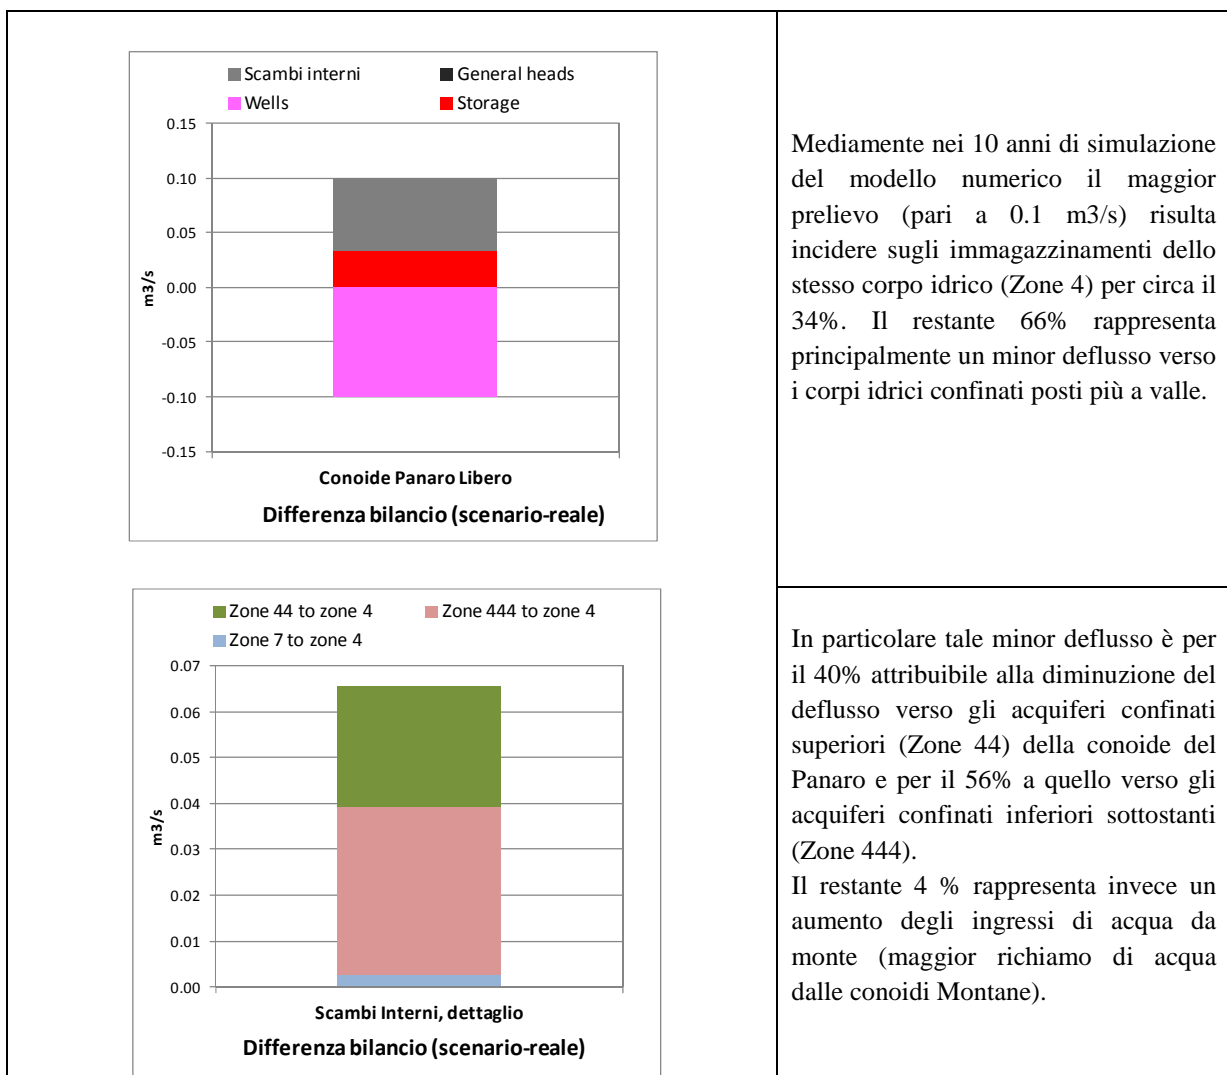 Scambi interni General heads
Wells Storage
0.15
0.10
0.05
0.00
-0.05
-0.10
-0.15
m3/s
Conoide Panaro Libero
Differenza bilancio (scenario-reale)
Mediamente nei 10 anni di simulazione
del modello numerico il maggior
prelievo (pari a 0.1 m3/s) risulta
incidere sugli immagazzinamenti dello
stesso corpo idrico (Zone 4) per circa il
34%. Il restante 66% rappresenta
principalmente un minor deflusso verso
i corpi idrici confinati posti più a valle.
Zone 44 to zone 4 Zone 444 to zone 4
Zone 7 to zone 4
0.07
0.06
0.05
0.04
0.03
0.02
0.01
0.00
m3/s
Scambi Interni, dettaglio
Differenza bilancio (scenario-reale)
In particolare tale minor deflusso è per
il 40% attribuibile alla diminuzione del
deflusso verso gli acquiferi confinati
superiori (Zone 44) della conoide del
Panaro e per il 56% a quello verso gli
acquiferi confinati inferiori sottostanti
(Zone 444).
Il restante 4 % rappresenta invece un
aumento degli ingressi di acqua da
monte (maggior richiamo di acqua
dalle conoidi Montane).